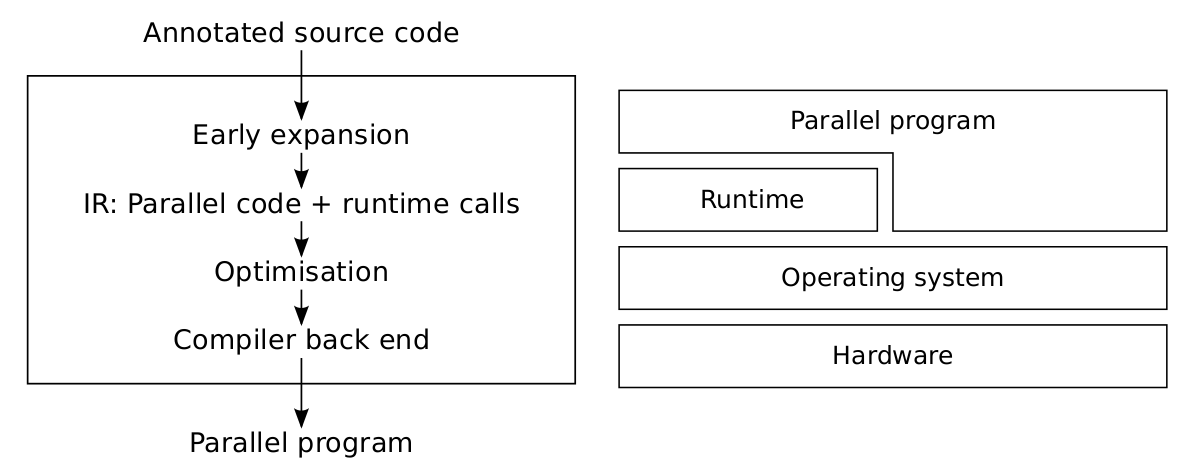 Annotated source code
Early expansion
IR: Parallel code + runtime calls
Optimisation
Compiler back end
Parallel program
Parallel program
Runtime
Operating system
Hardware